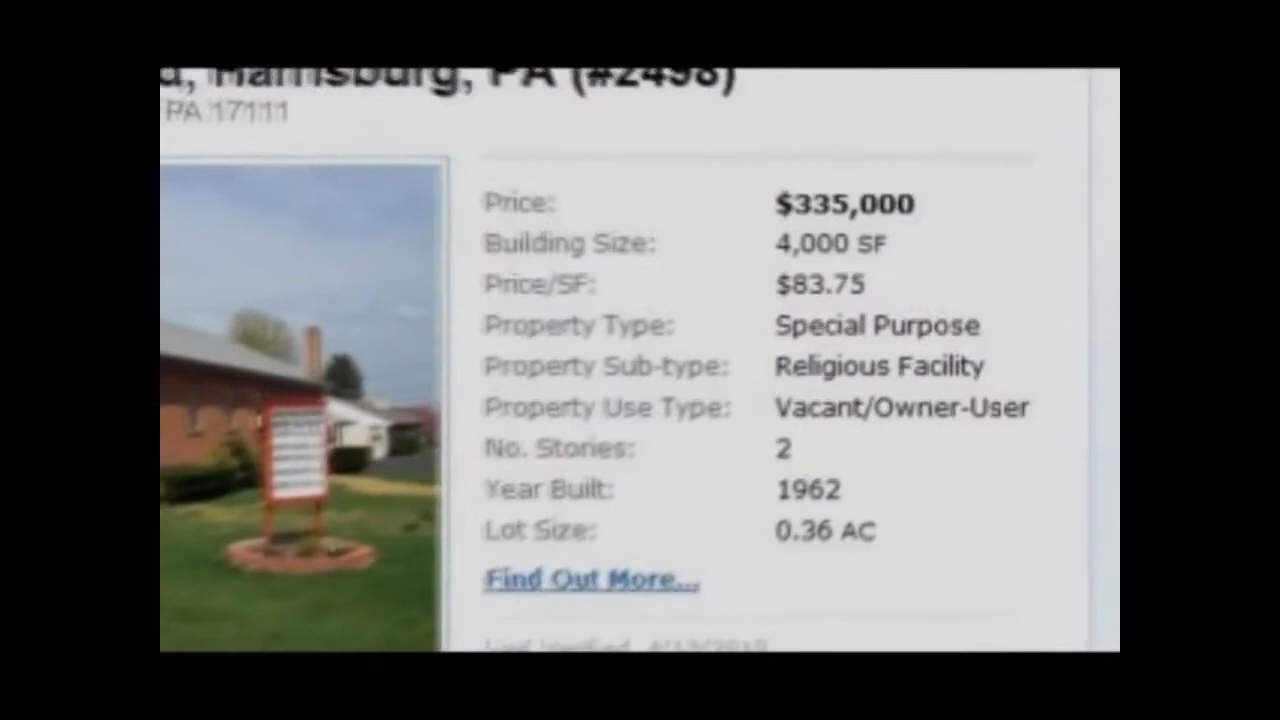 Harrisburg, PA (#2498)
PA 17111
Price: $335,000
Building Size: 4,000 SF
Price/SF: $83.75
Property Type: Special Purpose
Property Sub-type: Religious Facility
Property Use Type: Vacant/Owner-User
No. Stories: 2
Year Built: 1962
Lot Size: 0.36 AC
Find Out More...